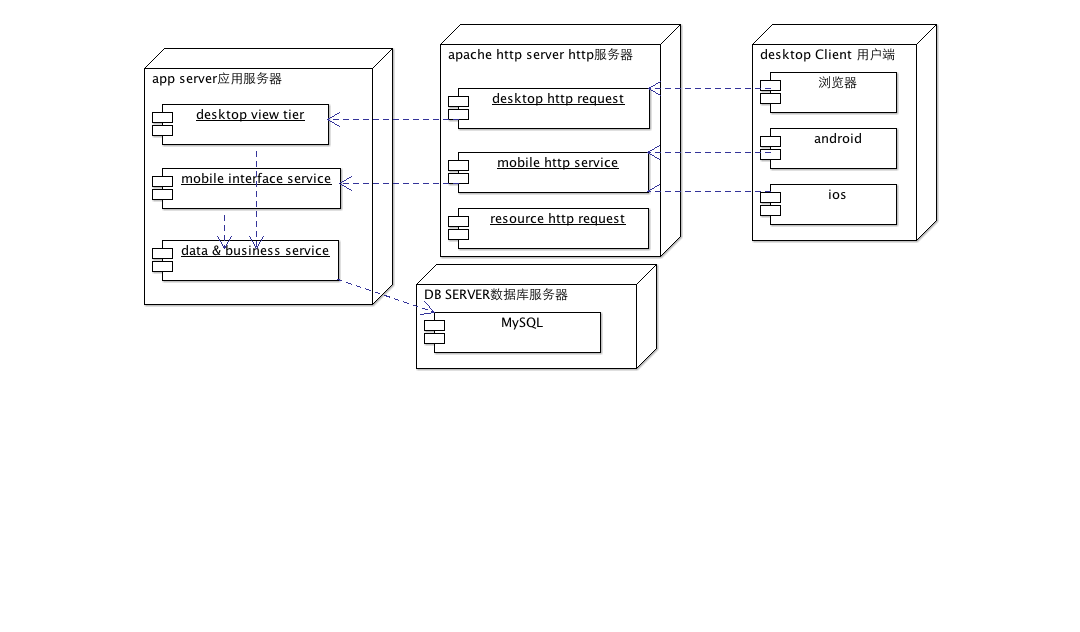 app server应用服务器
desktop view tier
mobile interface service
data & business service
apache http server http服务器
desktop http request
mobile http service
resource http request
DB SERVER数据库服务器
MySQL
desktop Client 用户端
浏览器
android
ios